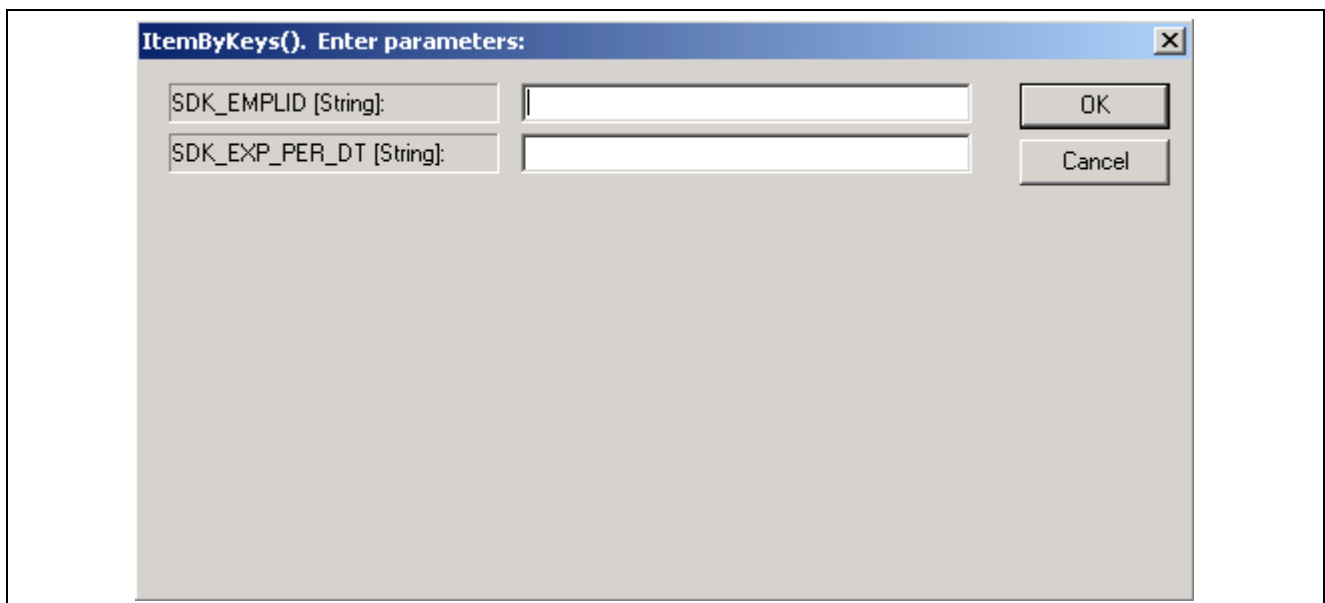 ItemByKeys(). Enter parameters:
SDK_EMPLID [String]:
OK
SDK_EXP_PER_DT [String]:
Cancel